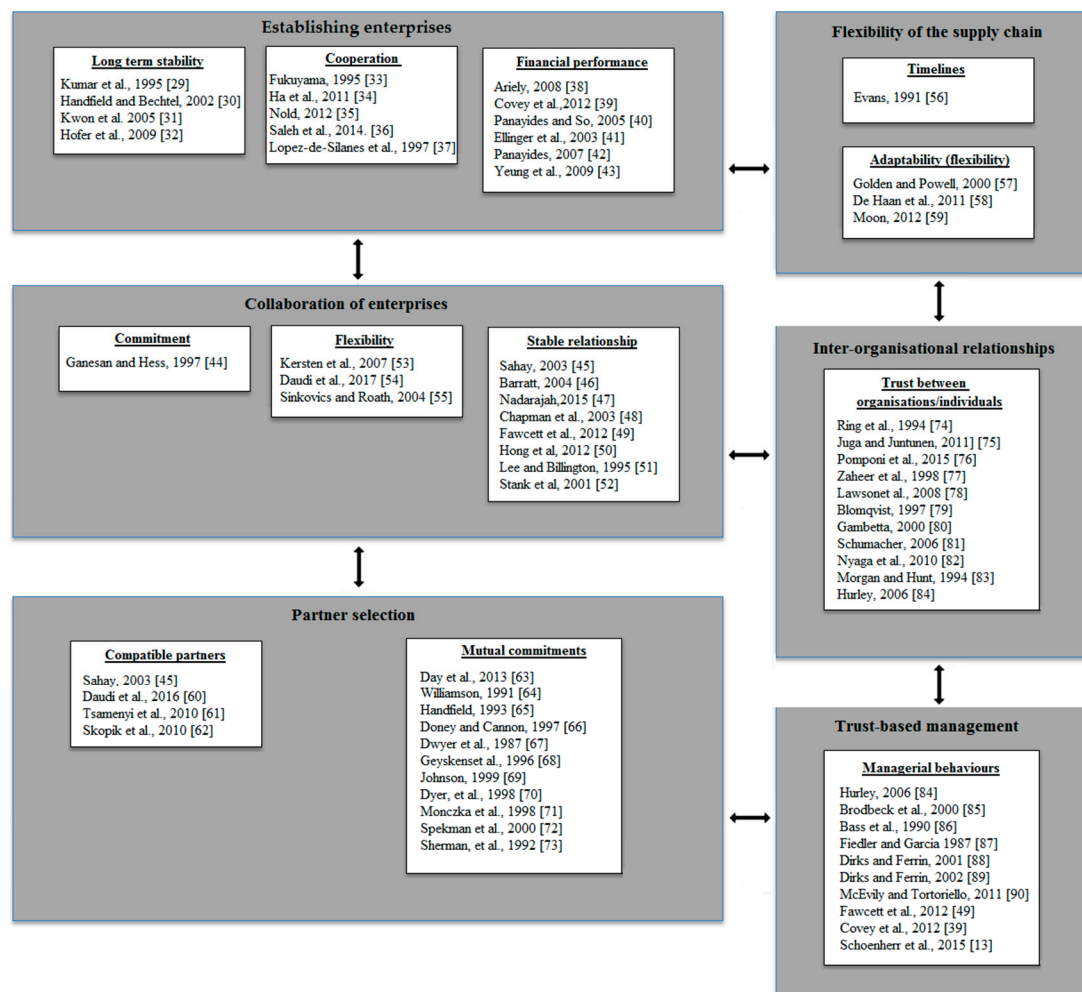 Establishing enterprises
Long term stability
Kumar et al., 1995 [29]
Handfield and Bechtel, 2002 [30]
Kwon et al. 2005 [31]
Hofer et al., 2009 [32]
Cooperation
Fukuyama, 1995 [33]
Ha et al., 2011 [34]
Nold, 2012 [35]
Saleh et al., 2014. [36]
Lopez-de-Silanes et al., 1997 [37]
Financial performance
Ariely, 2008 [38]
Covey et al.,2012 [39]
Panayides and So, 2005 [40]
Ellinger et al., 2003 [41]
Panayides, 2007 [42]
Yeung et al., 2009 [43]
Flexibility of the supply chain
Timelines
Evans, 1991 [56]
Adaptability (flexibility)
Golden and Powell, 2000 [57]
De Haan et al., 2011 [58]
Moon, 2012 [59]
Collaboration of enterprises
Commitment
Ganesan and Hess, 1997 [44]
Flexibility
Kersten et al., 2007 [53]
Daudi et al., 2017 [54]
Sinkovics and Roath, 2004 [55]
Stable relationship
Sahay, 2003 [45]
Barratt, 2004 [46]
Nadarajah,2015 [47]
Chapman et al., 2003 [48]
Fawcett et al., 2012 [49]
Hong et al, 2012 [50]
Lee and Billington, 1995 [51]
Stank et al, 2001 [52]
Inter-organisational relationships
Trust between
organisations/individuals
Ring et al., 1994 [74]
Juga and Juntunen, 2011] [75]
Pomponi et al., 2015 [76]
Zaheer et al., 1998 [77]
Lawsonet al., 2008 [78]
Blomqvist, 1997 [79]
Gambetta, 2000 [80]
Schumacher, 2006 [81]
Nyaga et al., 2010 [82]
Morgan and Hunt, 1994 [83]
Hurley, 2006 [84]
Partner selection
Compatible partners
Sahay, 2003 [45]
Daudi et al., 2016 [60]
Tsamenyi et al., 2010 [61]
Skopik et al., 2010 [62]
Mutual commitments
Day et al., 2013 [63]
Williamson, 1991 [64]
Handfield, 1993 [65]
Doney and Cannon, 1997 [66]
Dwyer et al., 1987 [67]
Geyskenset al., 1996 [68]
Johnson, 1999 [69]
Dyer, et al., 1998 [70]
Monczka et al., 1998 [71]
Spekman et al., 2000 [72]
Sherman, et al., 1992 [73]
Trust-based management
Managerial behaviours
Hurley, 2006 [84]
Brodbeck et al., 2000 [85]
Bass et al., 1990 [86]
Fiedler and Garcia 1987 [87]
Dirks and Ferrin, 2001 [88]
Dirks and Ferrin, 2002 [89]
McEvily and Tortoriello, 2011 [90]
Fawcett et al., 2012 [49]
Covey et al., 2012 [39]
Schoenherr et al., 2015 [13]